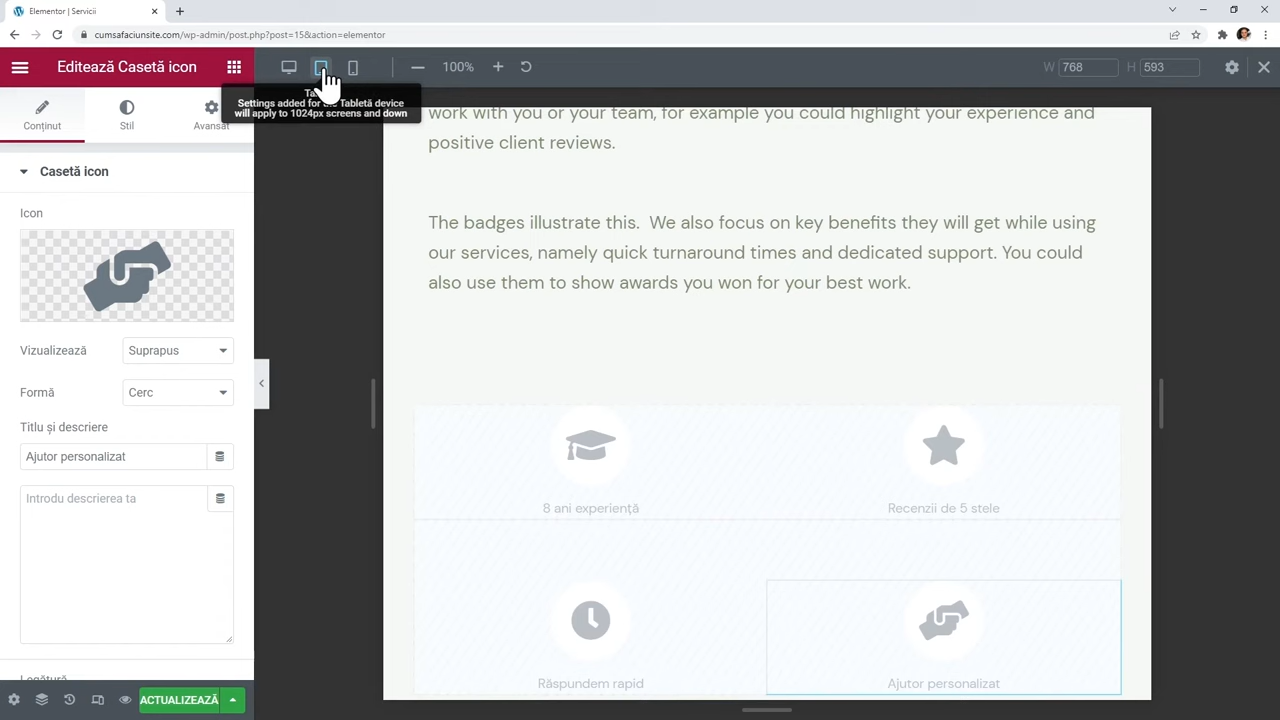 Elementor | Servicii
cumsafaciunsite.com/wp-admin/post.php?post=15&action=elementor
Editează Casetă icon
100%
W 768
H 593
Conținut
Stil
Avansat
Settings added for the Tabletă device
will apply to 1024px screens and down
Casetă icon
Icon
Vizualizează
Suprapus
Formă
Cerc
Titlu și descriere
Ajutor personalizat
Introdu descrierea ta
ACTUALIZEAZĂ
work with you or your team, for example you could highlight your experience and
positive client reviews.
The badges illustrate this. We also focus on key benefits they will get while using
our services, namely quick turnaround times and dedicated support. You could
also use them to show awards you won for your best work.
8 ani experiență
Recenzii de 5 stele
Răspundem rapid
Ajutor personalizat